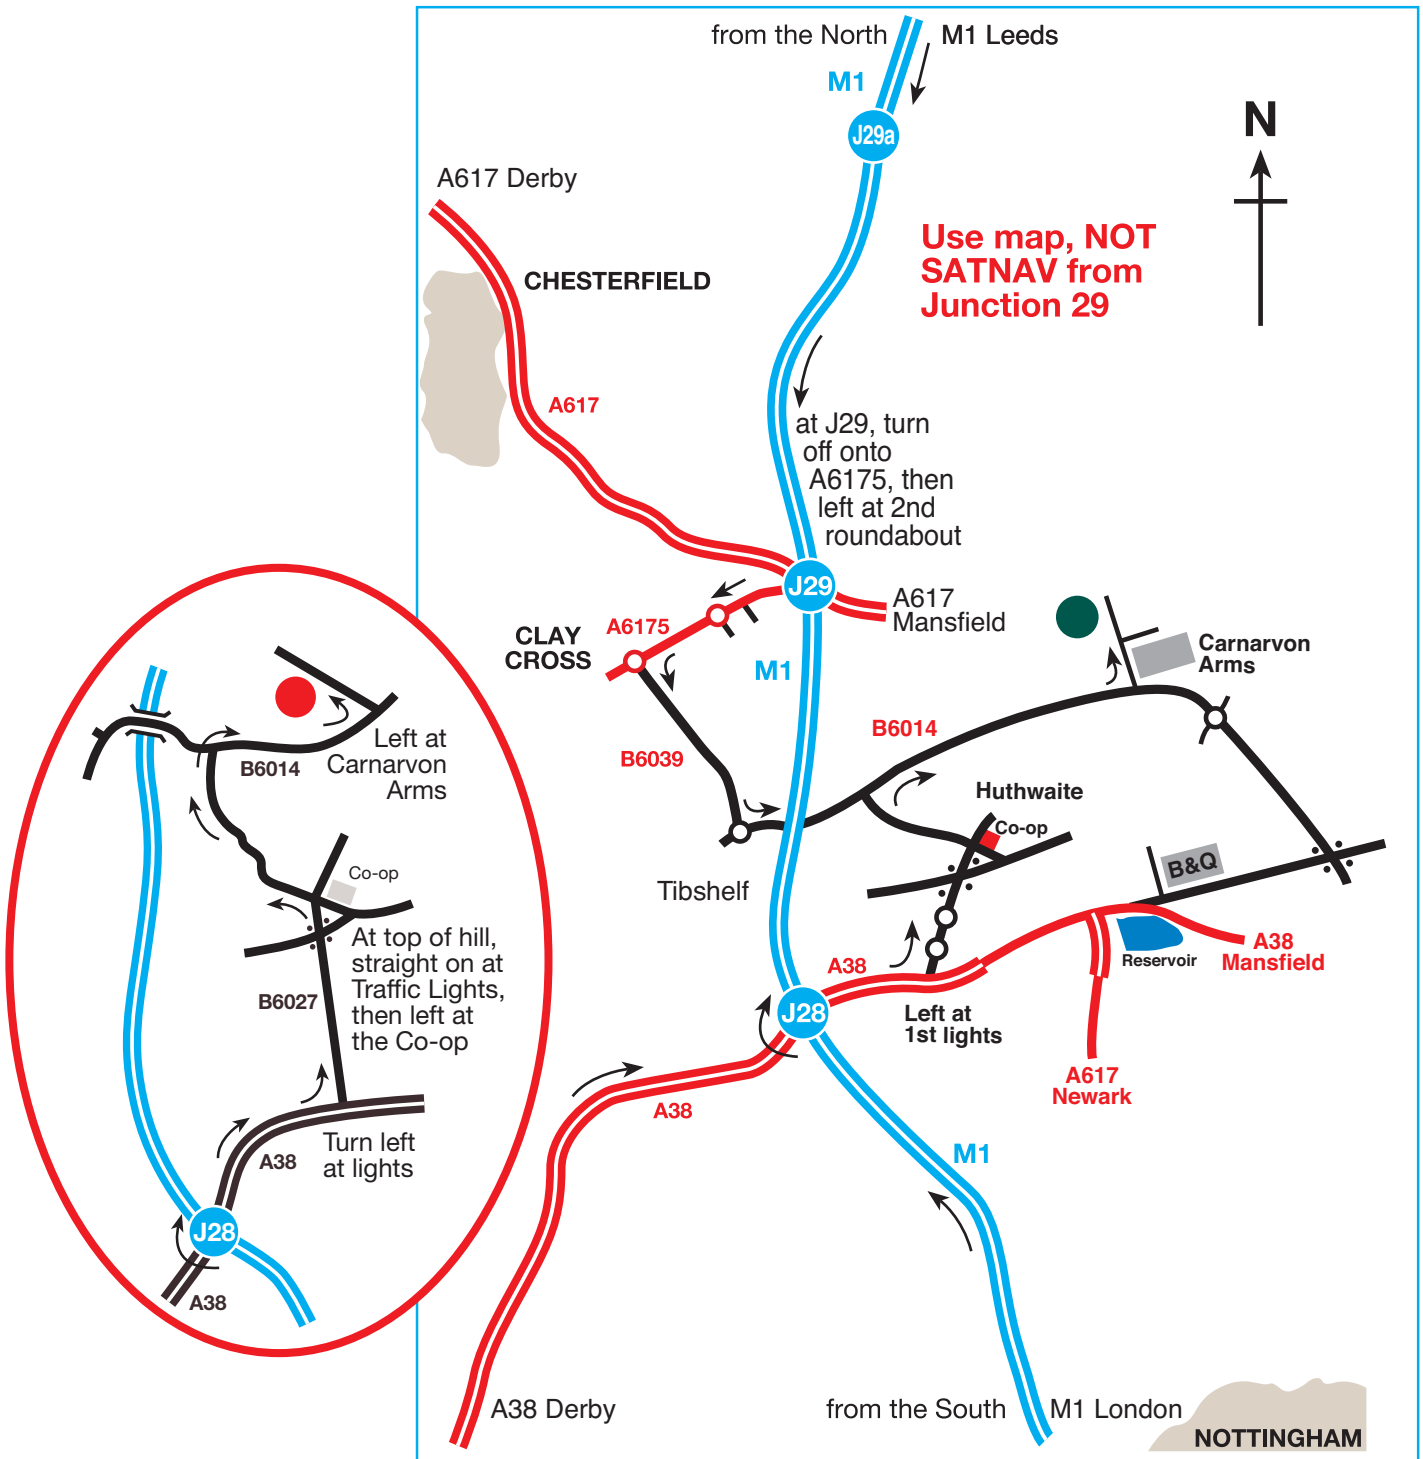 from the North
M1 Leeds
M1
J29a
N
A617 Derby
Use map, NOT
SATNAV from
Junction 29
CHESTERFIELD
A617
at J29, turn
off onto
A6175, then
left at 2nd
roundabout
J29
A617
Mansfield
A6175
CLAY
CROSS
M1
Carnarvon
Arms
B6014
B6039
Huthwaite
Co-op
Tibshelf
B&Q
A38
Reservoir
A38
Mansfield
J28
Left at
1st lights
A617
Newark
A38
M1
A38 Derby
from the South
M1 London
NOTTINGHAM
Left at
Carnarvon
Arms
B6014
Co-op
At top of hill,
straight on at
Traffic Lights,
then left at
the Co-op
B6027
Turn left
at lights
A38
J28
A38